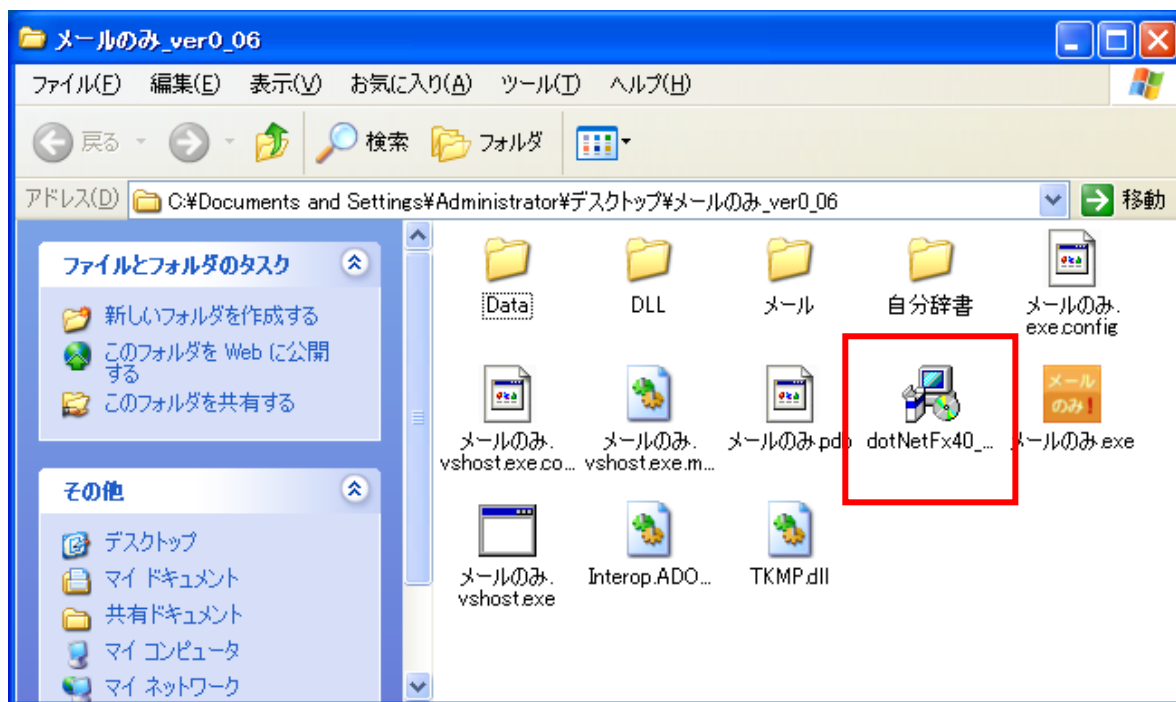 メールのみ_ver0_06
ファイル(F) 編集(E) 表示(V) お気に入り(A) ツール(T) ヘルプ(H)
戻る 検索 フォルダ
アドレス(D) C:¥Documents and Settings¥Administrator¥デスクトップ¥メールのみ_ver0_06 移動
ファイルとフォルダのタスク
新しいフォルダを作成する
このフォルダを Web に公開
する
このフォルダを共有する
その他
デスクトップ
マイ ドキュメント
共有ドキュメント
マイ コンピュータ
マイ ネットワーク
Data DLL メール 自分辞書 メールのみ.
exe.config
メール
のみ!
メールのみ. メールのみ. メールのみ.pdb dotNetFx40_... メールのみ.exe
vshost.exe.co... vshost.exe.m...
メールのみ. Interop.ADO... TKMP.dll
vshost.exe